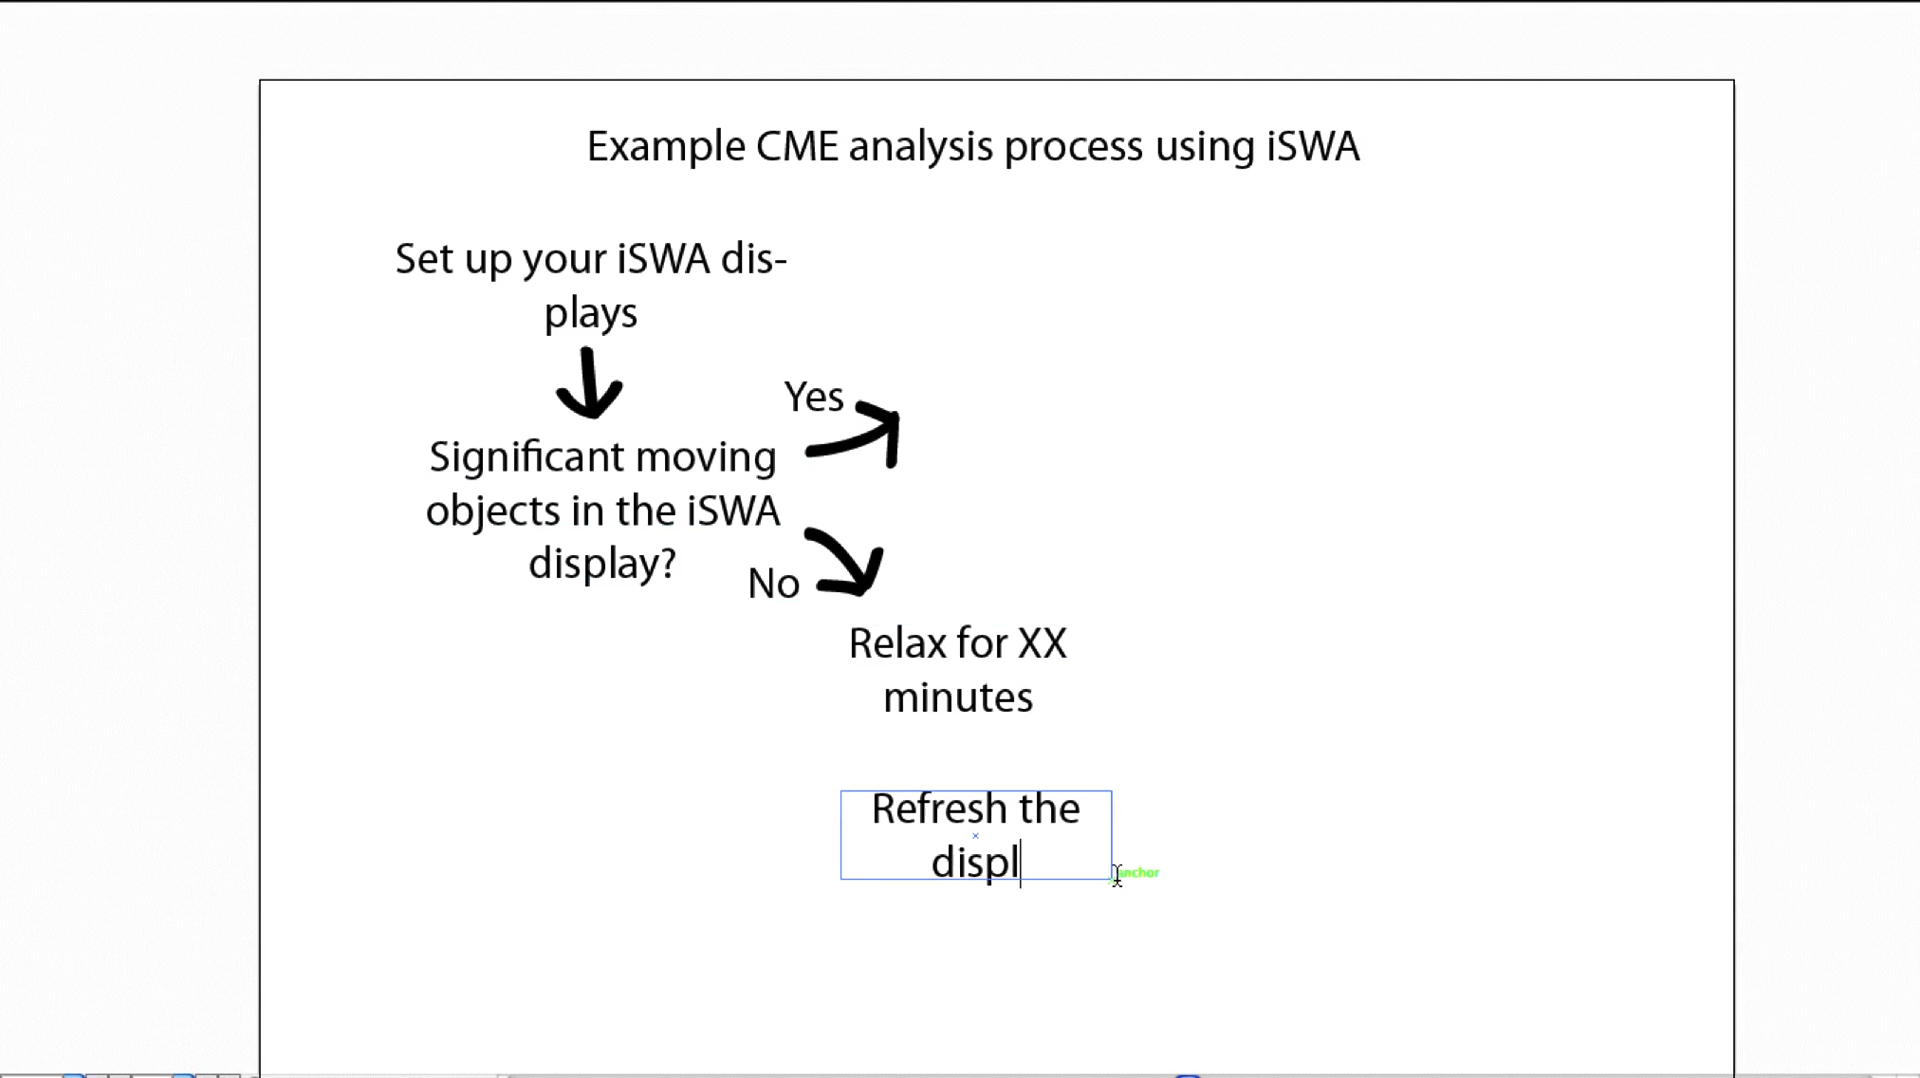 Example CME analysis process using iSWA
Set up your iSWA dis-
plays
Yes
Significant moving
objects in the iSWA
display?
No
Relax for XX
minutes
Refresh the
displ
anchor